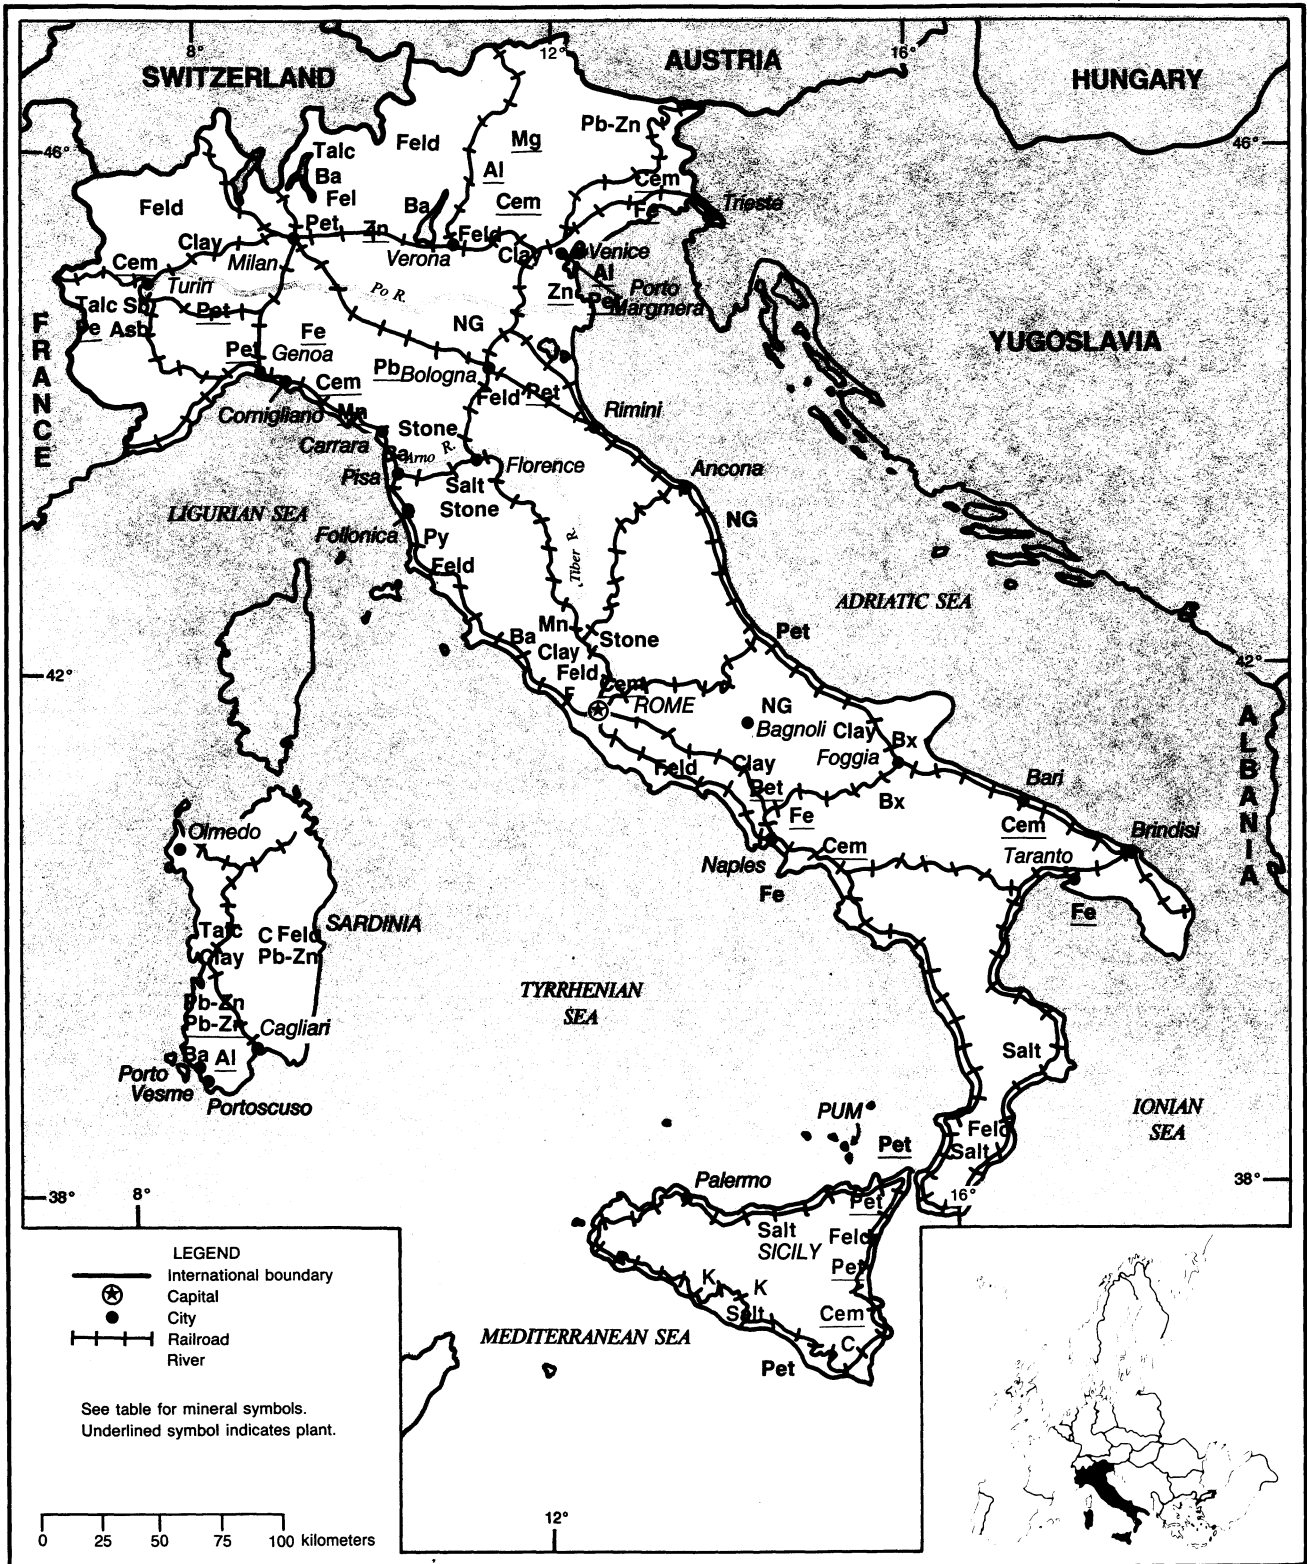 8°
12°
16°
SWITZERLAND
AUSTRIA
HUNGARY
46°
46°
Feld
Mg
Pb-Zn
Talc
Ba
Fel
Al
Cem
Feld
Ba
Cem
Fe
Trieste
Pet
Zn
Feld
Clay
Clay
Milan
Verona
Venice
Cem
Turin
Al
Zn
Pet
Porto
Margmera
Po R.
Talc Sb
Fe Asb
Pet
Fe
NG
YUGOSLAVIA
FRANCE
Pet
Genoa
Pb
Bologna
Cem
Feld
Pet
Cornigliano
Mn
Rimini
Carrara
Stone
Ba
Arno R.
Pisa
Florence
Ancona
Salt
Stone
LIGURIAN SEA
NG
Follonica
Py
Feld
Tiber R.
ADRIATIC SEA
Mn
Stone
Pet
Ba
Clay
Feld
Cem
F
ROME
42°
42°
NG
Bagnoli
Clay
Bx
Foggia
ALBANIA
Feld
Clay
Pet
Bx
Bari
Fe
Cem
Brindisi
Olmedo
Naples
Cem
Taranto
Fe
Fe
Talc
C Feld
SARDINIA
Clay
Pb-Zn
Pb-Zn
Pb-Zn
Cagliari
Ba
Al
Porto
Vesme
Portoscuso
TYRRHENIAN
SEA
Salt
IONIAN
SEA
PUM
Feld
Salt
Pet
Palermo
Pet
38°
8°
16°
38°
Salt
SICILY
Feld
Pet
K
K
Salt
Cem
C
Pet
MEDITERRANEAN SEA
12°
LEGEND
International boundary
Capital
City
Railroad
River
See table for mineral symbols.
Underlined symbol indicates plant.
0 25 50 75 100 kilometers